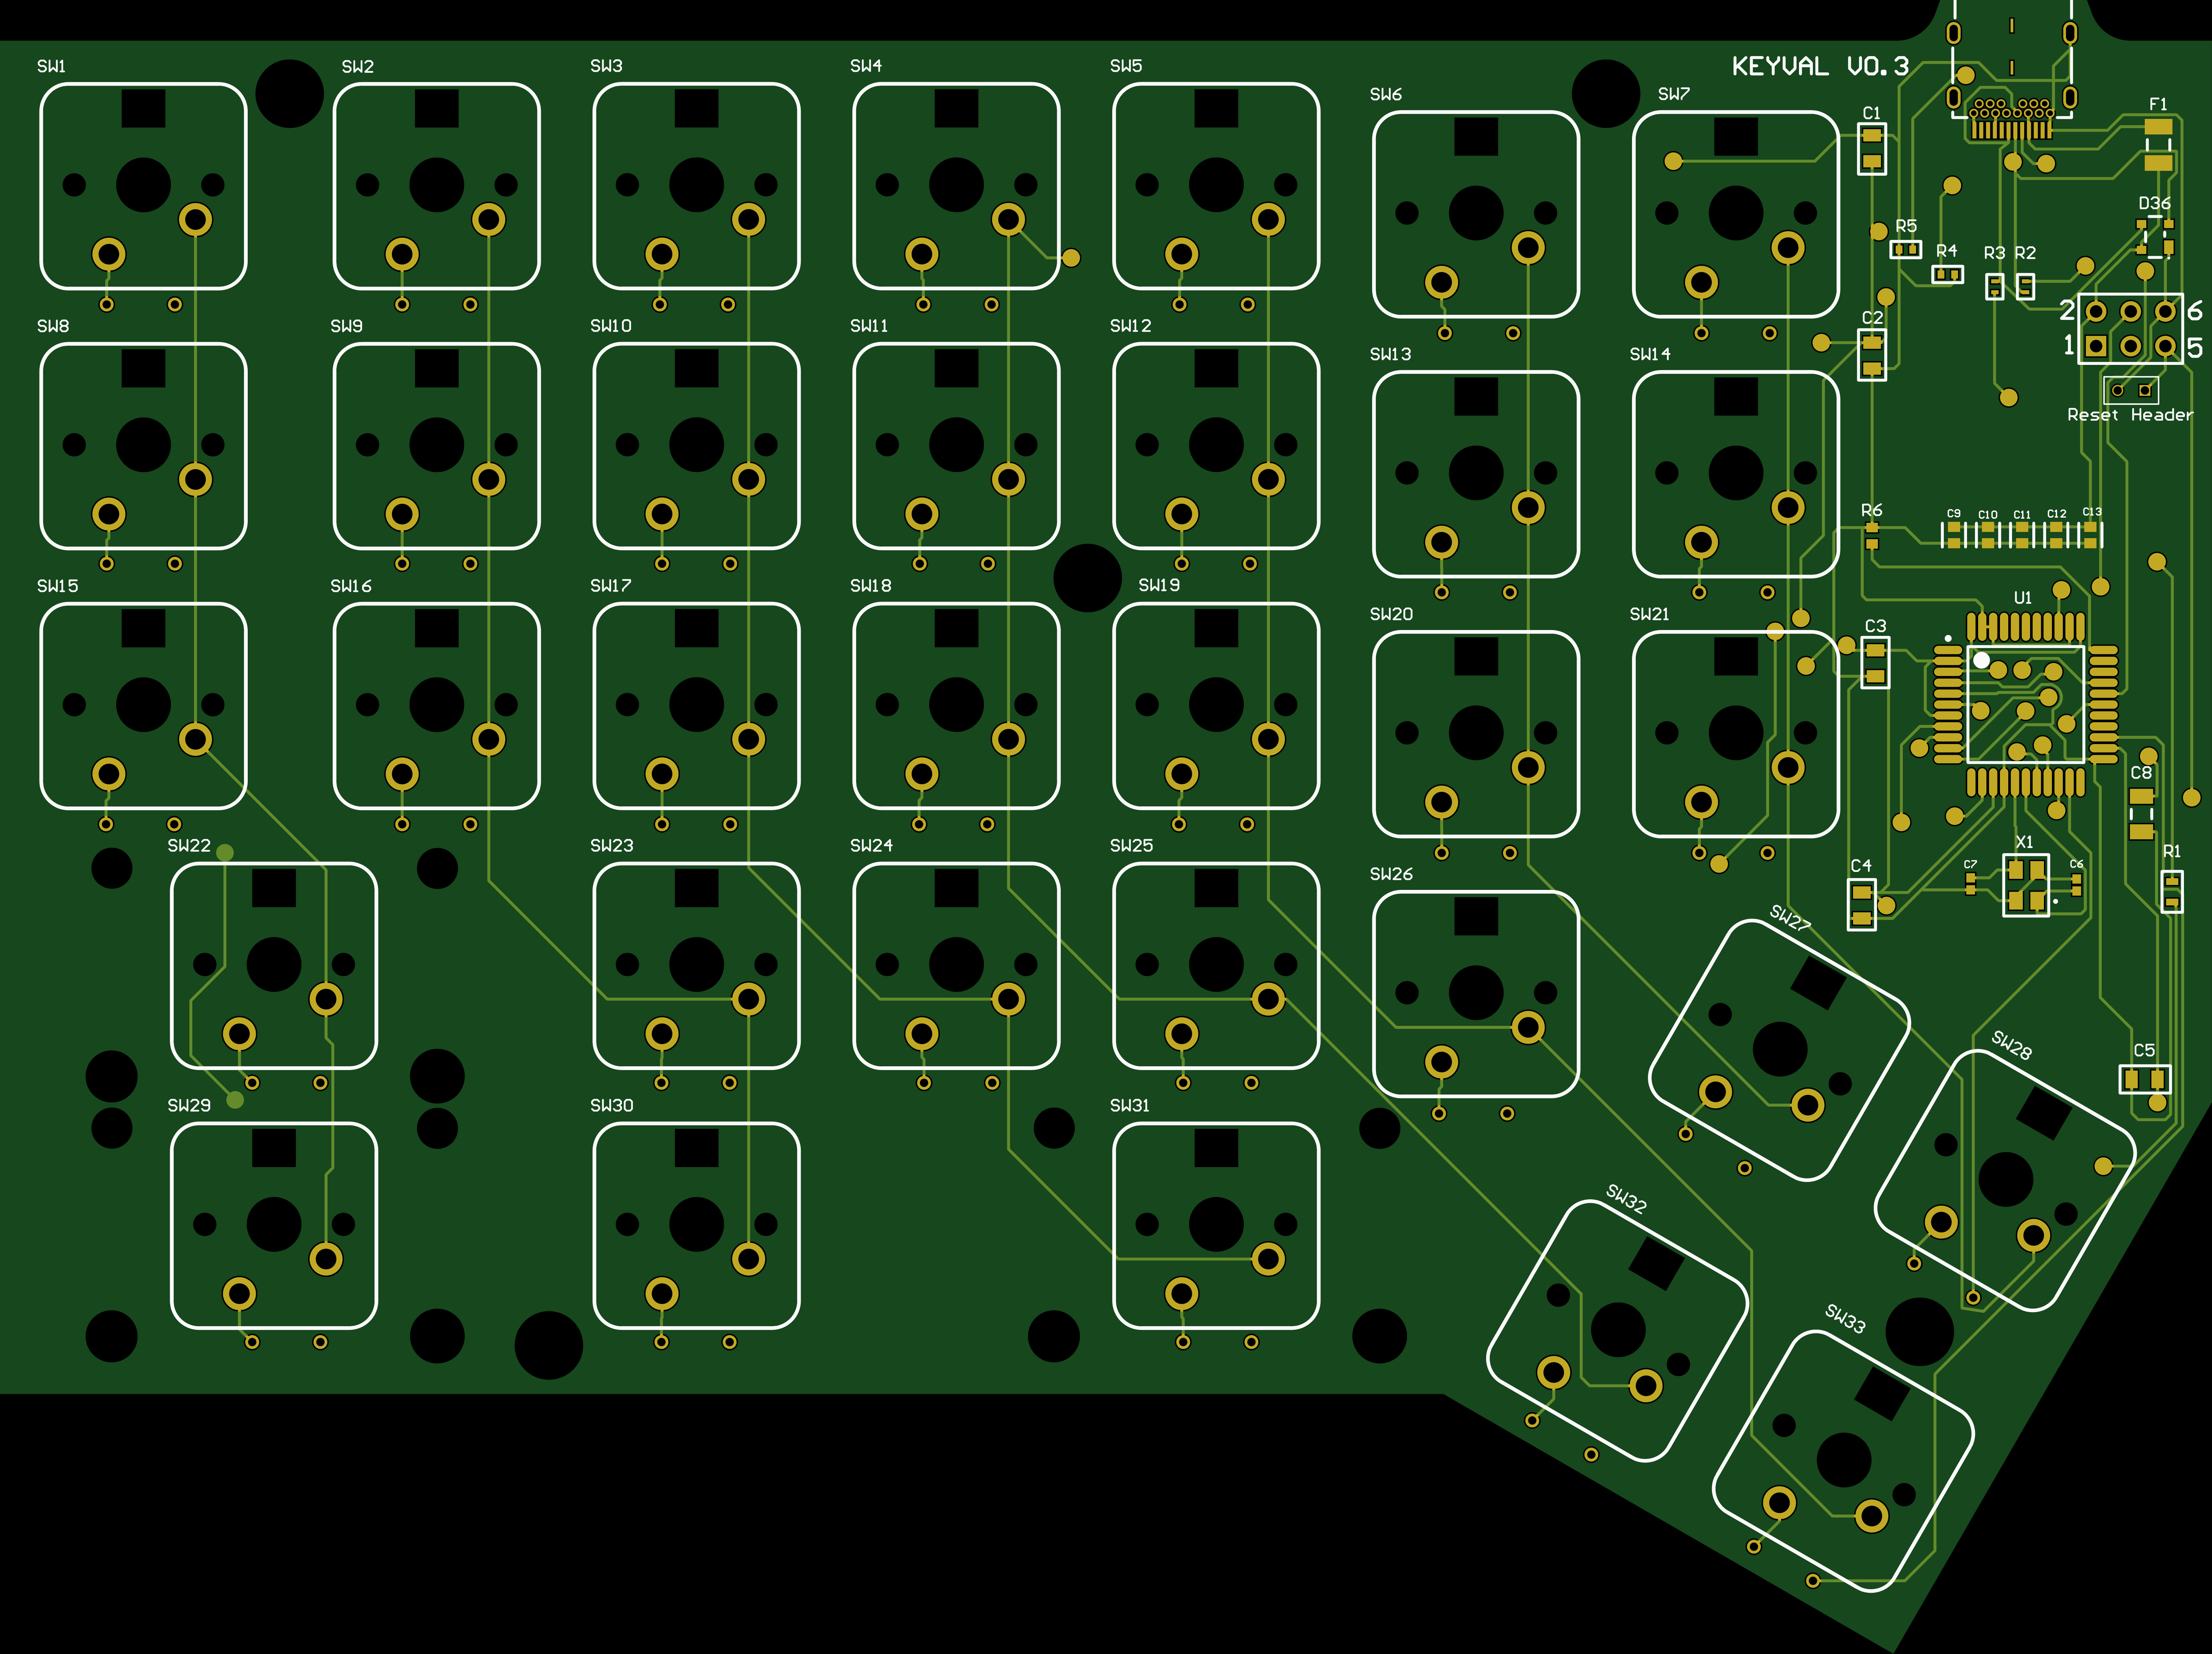 KEYVAL V0.3
SW1 SW2 SW3 SW4 SW5
SW6 SW7
C1 F1
D36
R5 R4 R3 R2
2 6
1 5
Reset Header
SW8 SW9 SW10 SW11 SW12
SW13 SW14
C2
R6 C9 C10 C11 C12 C13
SW15 SW16 SW17 SW18 SW19
SW20 SW21
C3 U1
C8
SW22 SW23 SW24 SW25
SW26 SW27
C4 C7 X1 C6 R1
SW28
C5
SW29 SW30 SW31
SW32
SW33